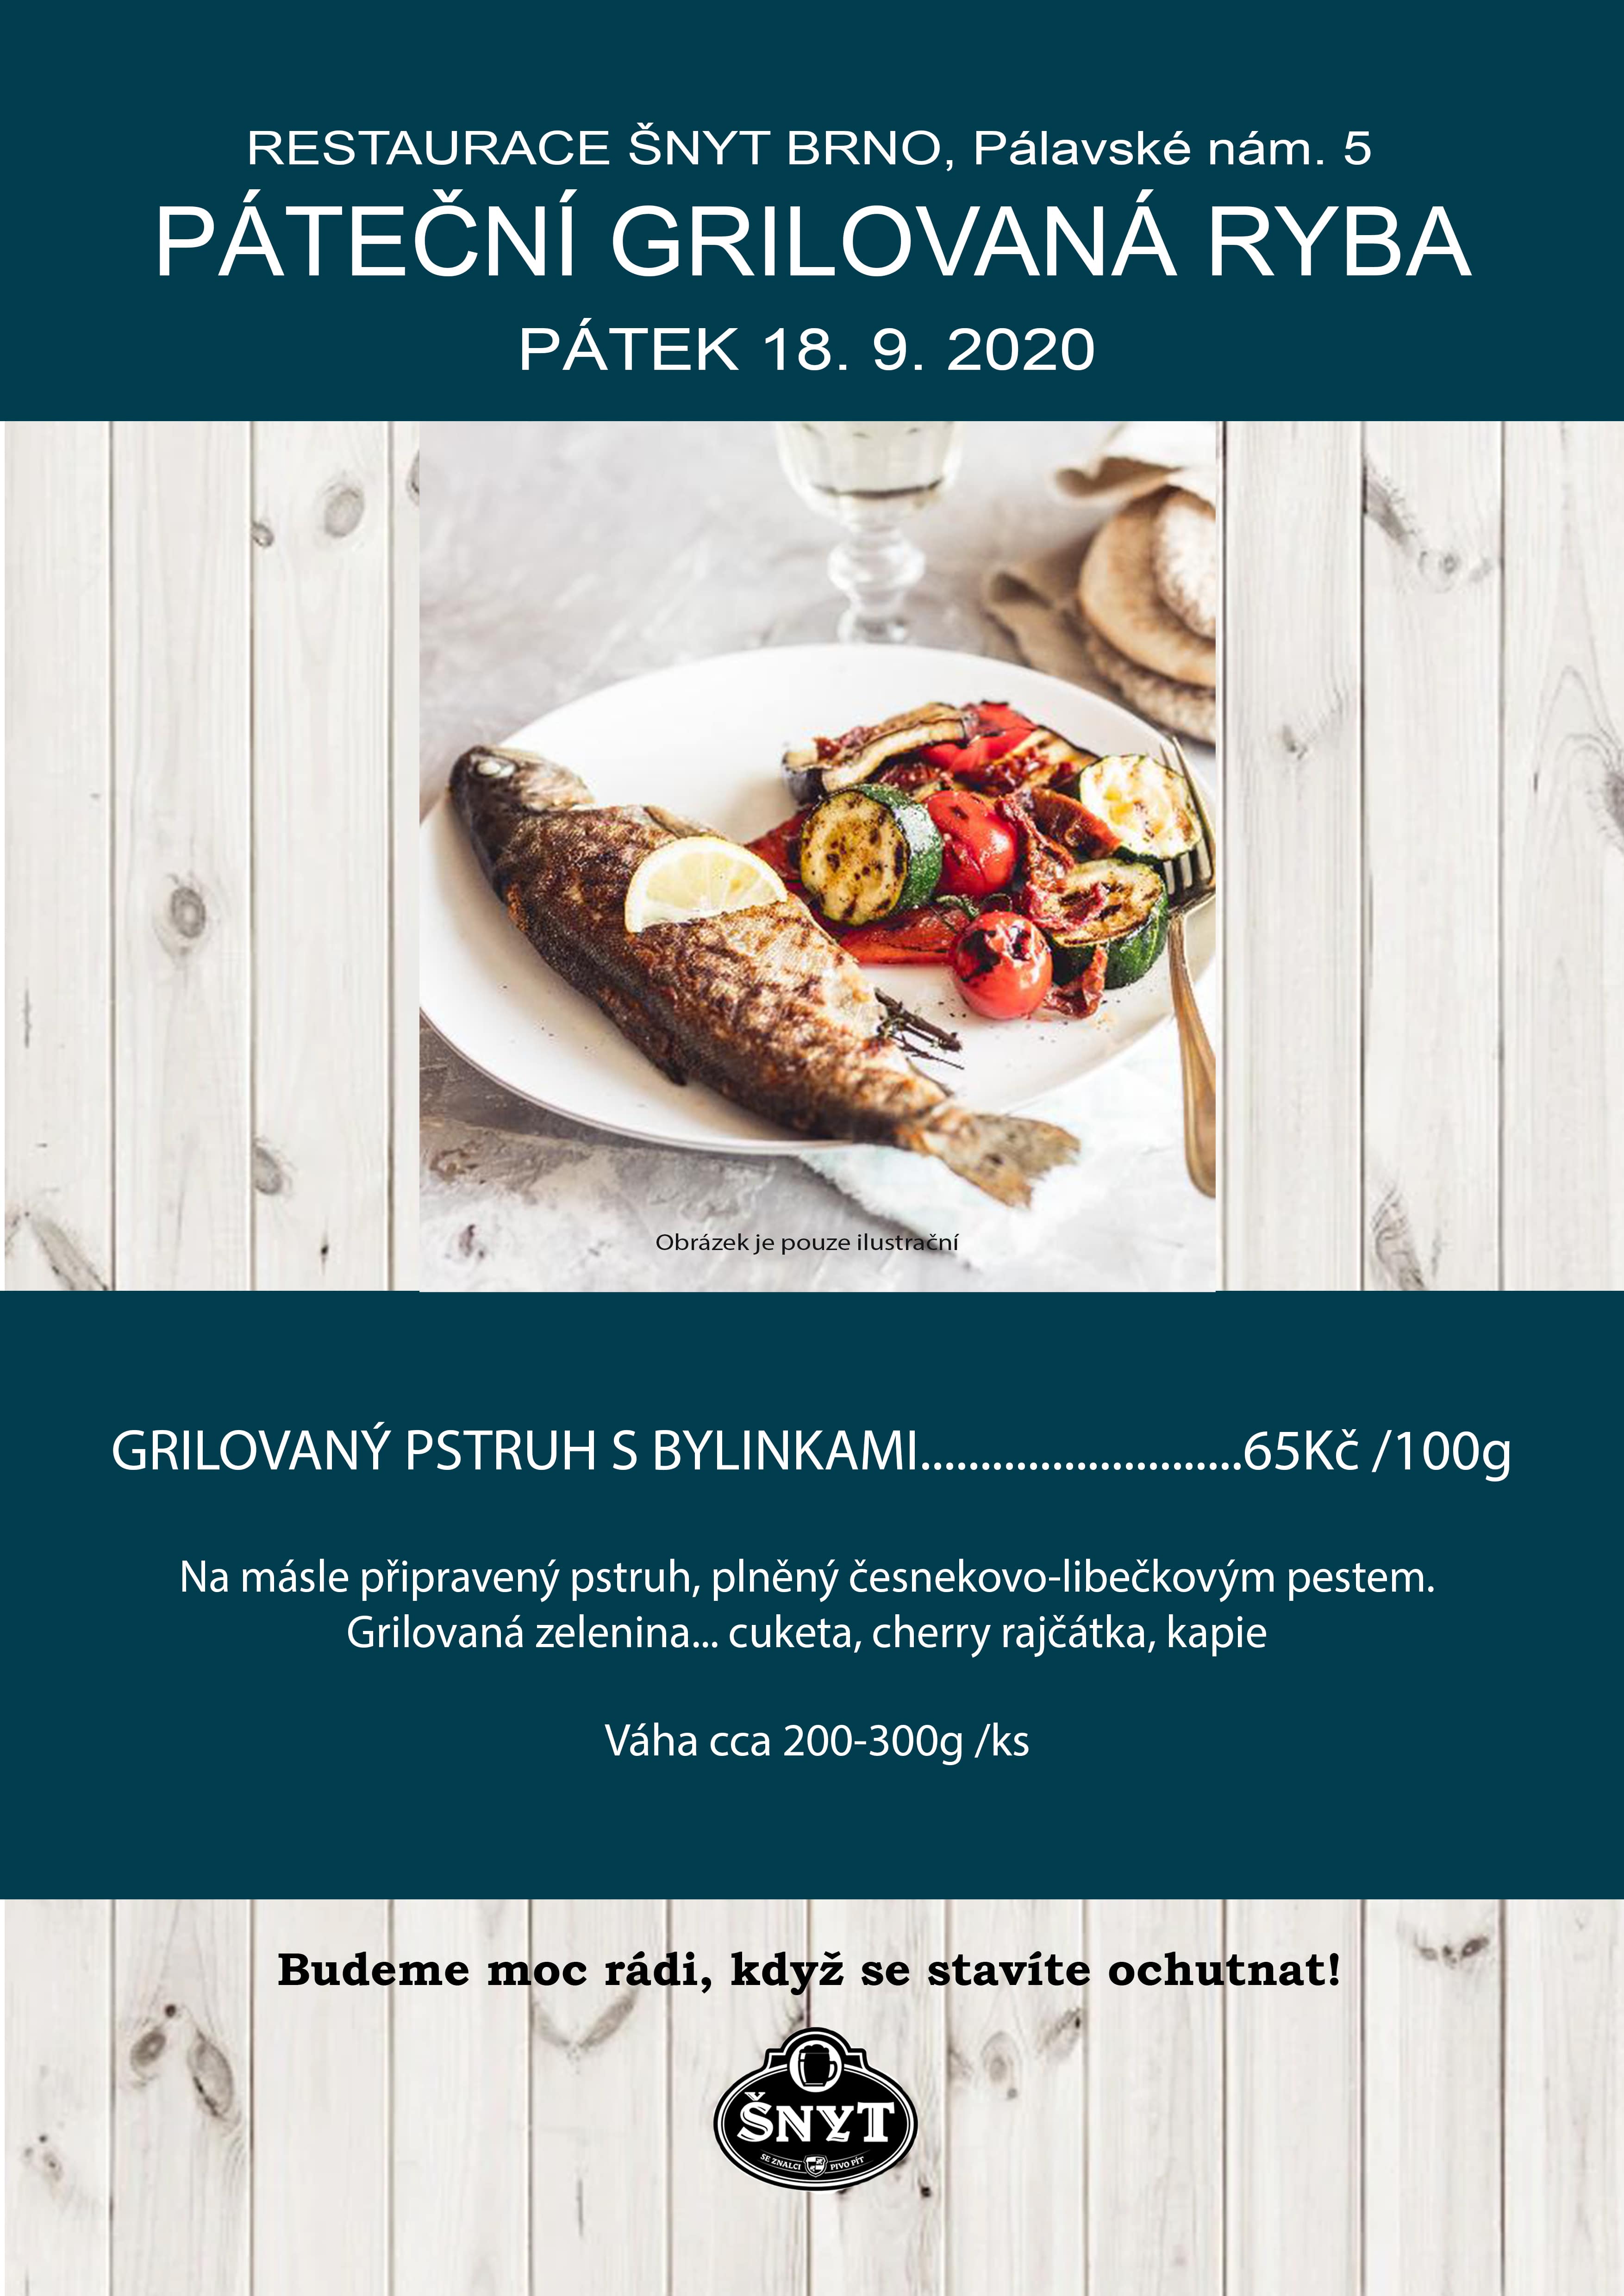 RESTAURACE ŠNYT BRNO, Pálavské nám. 5
PÁTEČNÍ GRILOVANÁ RYBA
PÁTEK 18. 9. 2020
Obrázek je pouze ilustrační
GRILOVANÝ PSTRUH S BYLINKAMI...........................65Kč /100g
Na másle připravený pstruh, plněný česnekovo-libečkovým pestem.
Grilovaná zelenina... cuketa, cherry rajčátka, kapie
Váha cca 200-300g /ks
Budeme moc rádi, když se stavíte ochutnat!
ŠNYT
SE ZNALCI PIVO PÍT